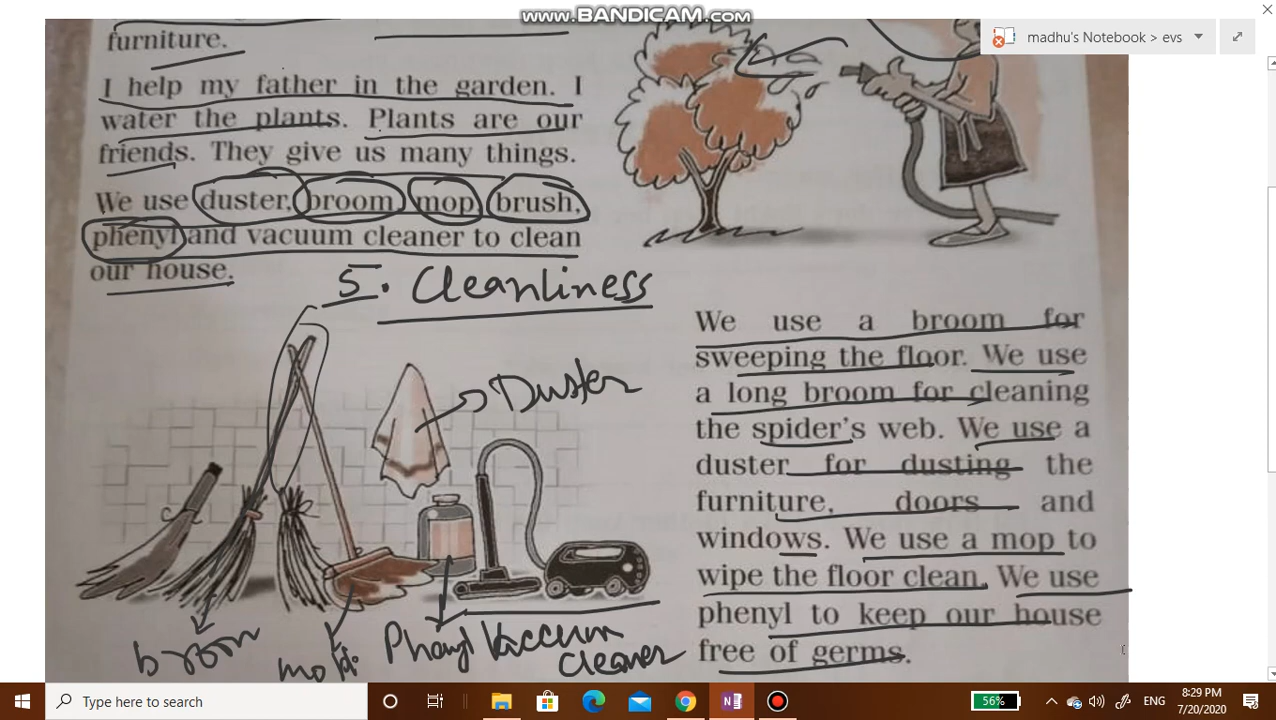 www.BANDICAM.com
madhu's Notebook > evs
furniture.
I help my father in the garden. I
water the plants. Plants are our
friends. They give us many things.
We use duster, broom mop brush,
phenyl and vacuum cleaner to clean
our house.
5. Cleanliness
Duster
broom
mop
Phenyl
Vaccum
cleaner
We use a broom for
sweeping the floor. We use
a long broom for cleaning
the spider's web. We use a
duster for dusting the
furniture, doors and
windows. We use a mop to
wipe the floor clean. We use
phenyl to keep our house
free of germs.
Type here to search
56%
ENG
8:29 PM
7/20/2020